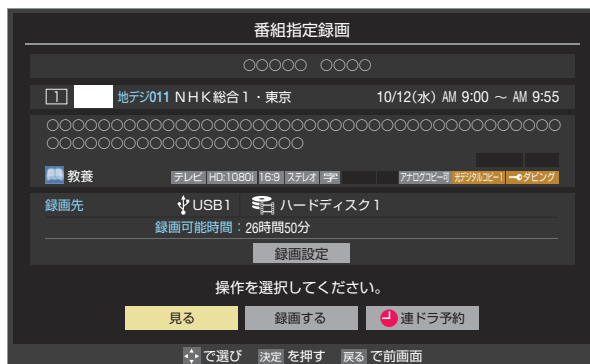 番組指定録画
○○○○○ ○○○○
1 地デジ011 NHK総合1・東京 10/12(水) AM 9:00 ～ AM 9:55
○○○○○○○○○○○○○○○○○○○○○○○○○○○○○○
○○○○○○○○○○○○○○○
教養 テレビ HD:1080i 16:9 ステレオ 字 アナログコピー可 光デジタルコピー1 ダビング
録画先 USB1 ハードディスク1
録画可能時間：26時間50分
録画設定
操作を選択してください。
見る 録画する 連ドラ予約
で選び 決定 を押す 戻る で前画面